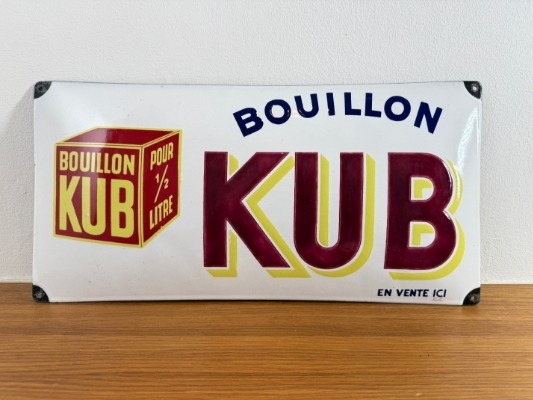 BOUILLON
KUB
POUR
1/2
LITRE
BOUILLON
KUB
EN VENTE ICI